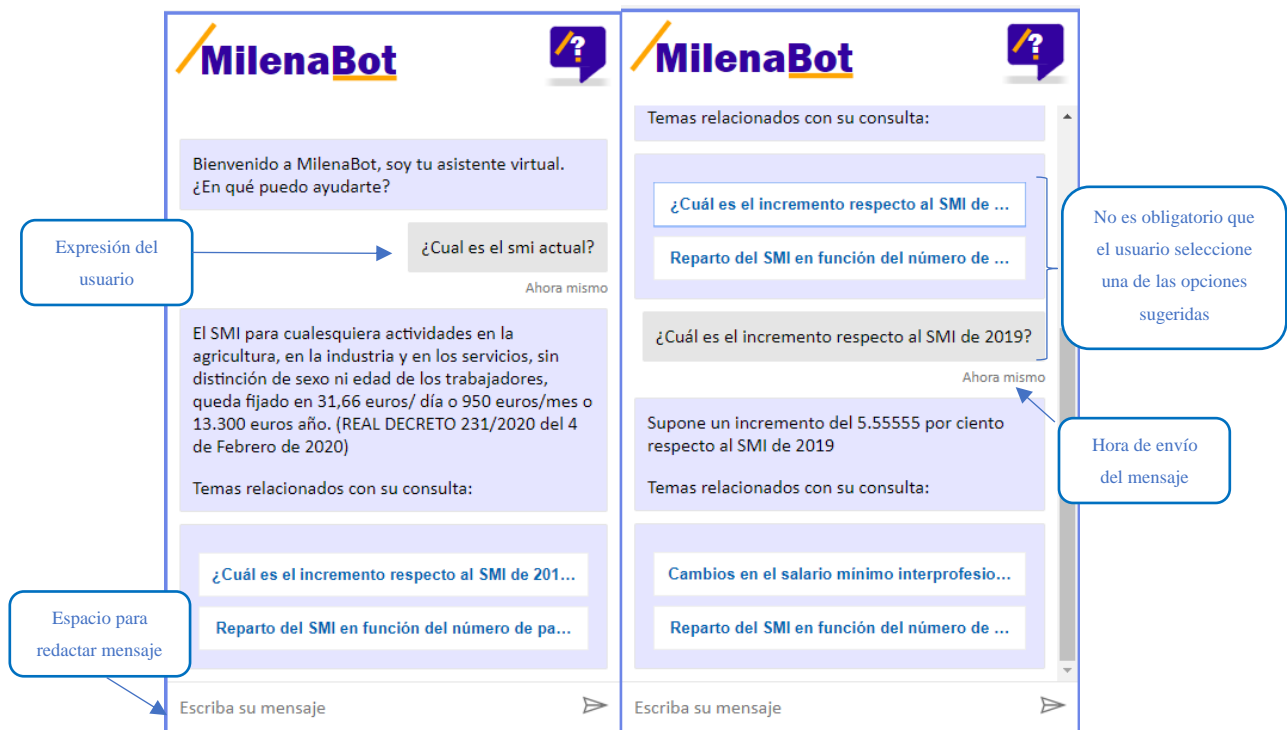 MilenaBot
/?
Bienvenido a MilenaBot, soy tu asistente virtual.
¿En qué puedo ayudarte?
Expresión del
usuario
¿Cual es el smi actual?
Ahora mismo
El SMI para cualesquiera actividades en la
agricultura, en la industria y en los servicios, sin
distinción de sexo ni edad de los trabajadores,
queda fijado en 31,66 euros/ día o 950 euros/mes o
13.300 euros año. (REAL DECRETO 231/2020 del 4
de Febrero de 2020)
Temas relacionados con su consulta:
¿Cuál es el incremento respecto al SMI de 201...
Reparto del SMI en función del número de pa...
Espacio para
redactar mensaje
Escriba su mensaje
MilenaBot
/?
Temas relacionados con su consulta:
¿Cuál es el incremento respecto al SMI de ...
Reparto del SMI en función del número de ...
No es obligatorio que
el usuario seleccione
una de las opciones
sugeridas
¿Cuál es el incremento respecto al SMI de 2019?
Ahora mismo
Supone un incremento del 5.55555 por ciento
respecto al SMI de 2019
Temas relacionados con su consulta:
Hora de envío
del mensaje
Cambios en el salario mínimo interprofesio...
Reparto del SMI en función del número de ...
Escriba su mensaje